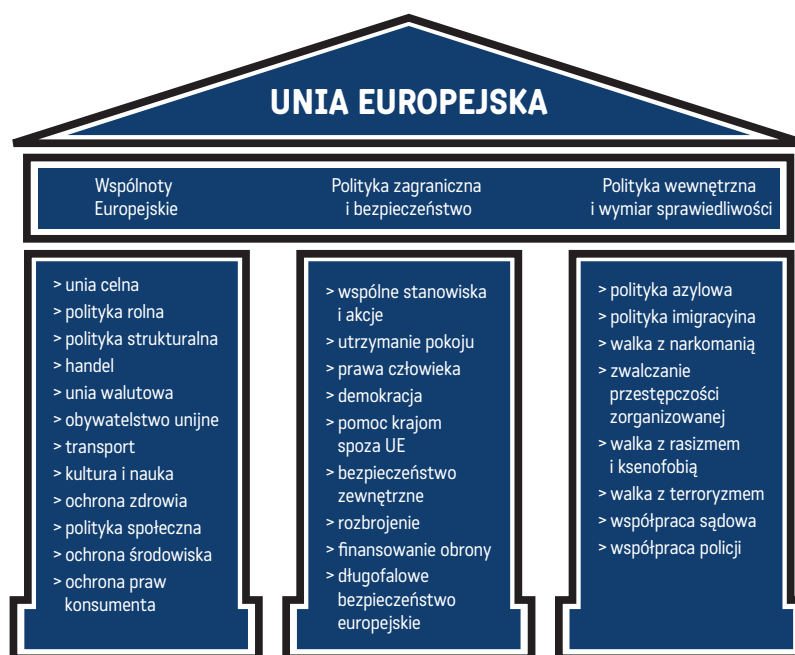 UNIA EUROPEJSKA
Wspólnoty
Europejskie
Polityka zagraniczna
i bezpieczeństwo
Polityka wewnętrzna
i wymiar sprawiedliwości
> unia celna
> polityka rolna
> polityka strukturalna
> handel
> unia walutowa
> obywatelstwo unijne
> transport
> kultura i nauka
> ochrona zdrowia
> polityka społeczna
> ochrona środowiska
> ochrona praw
konsumenta
> wspólne stanowiska
i akcje
> utrzymanie pokoju
> prawa człowieka
> demokracja
> pomoc krajom
spoza UE
> bezpieczeństwo
zewnętrzne
> rozbrojenie
> finansowanie obrony
> długofalowe
bezpieczeństwo
europejskie
> polityka azylowa
> polityka imigracyina
> walka z narkomanią
> zwalczanie
przestępczości
zorganizowanej
> walka z rasizmem
i ksenofobią
> walka z terroryzmem
> współpraca sądowa
> współpraca policji